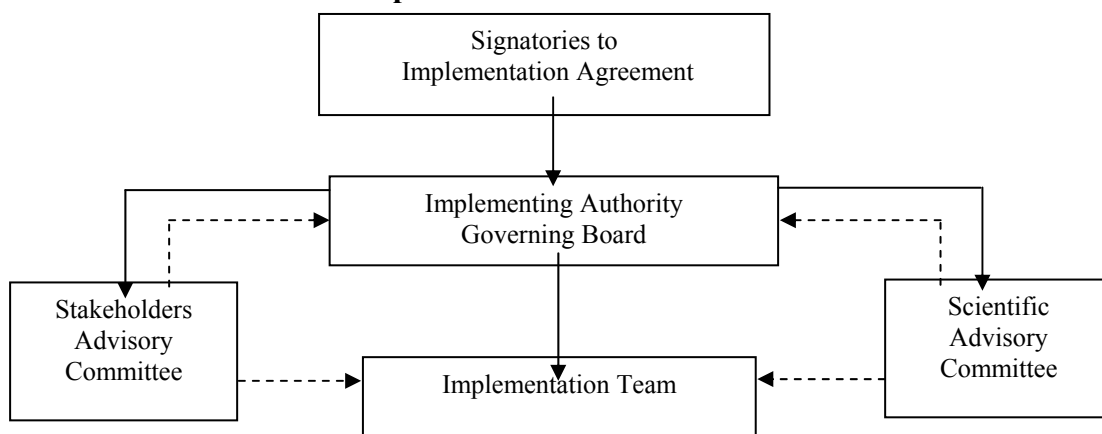 Signatories to
Implementation Agreement
Implementing Authority
Governing Board
Stakeholders
Advisory
Committee
Scientific
Advisory
Committee
Implementation Team